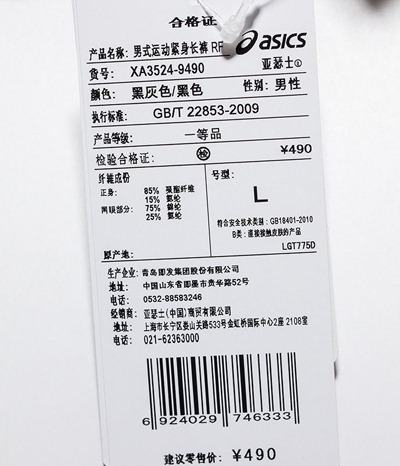 合格证
产品名称: 男式运动紧身长裤 RF
asics
货号: XA3524-9490
亚瑟士®
颜色: 黑灰色/黑色
性别: 男性
执行标准: GB/T 22853-2009
产品等级: 一等品
检验合格证: 检 ¥490
纤维成份
正身: 85% 聚酯纤维
15% 氨纶
网眼部分: 75% 锦纶
25% 氨纶
号型:
L
符合安全技术类别: GB18401-2010
B类: 直接接触皮肤的产品
LGT775D
原产地:
生产企业: 青岛即发集团股份有限公司
地址: 中国山东省即墨市贵华路52号
电话: 0532-88583246
经销商: 亚瑟士(中国)商贸有限公司
地址: 上海市长宁区娄山关路533号金虹桥国际中心2座 2108室
电话: 021-62363000
6 924029 746333
建议零售价: ¥490